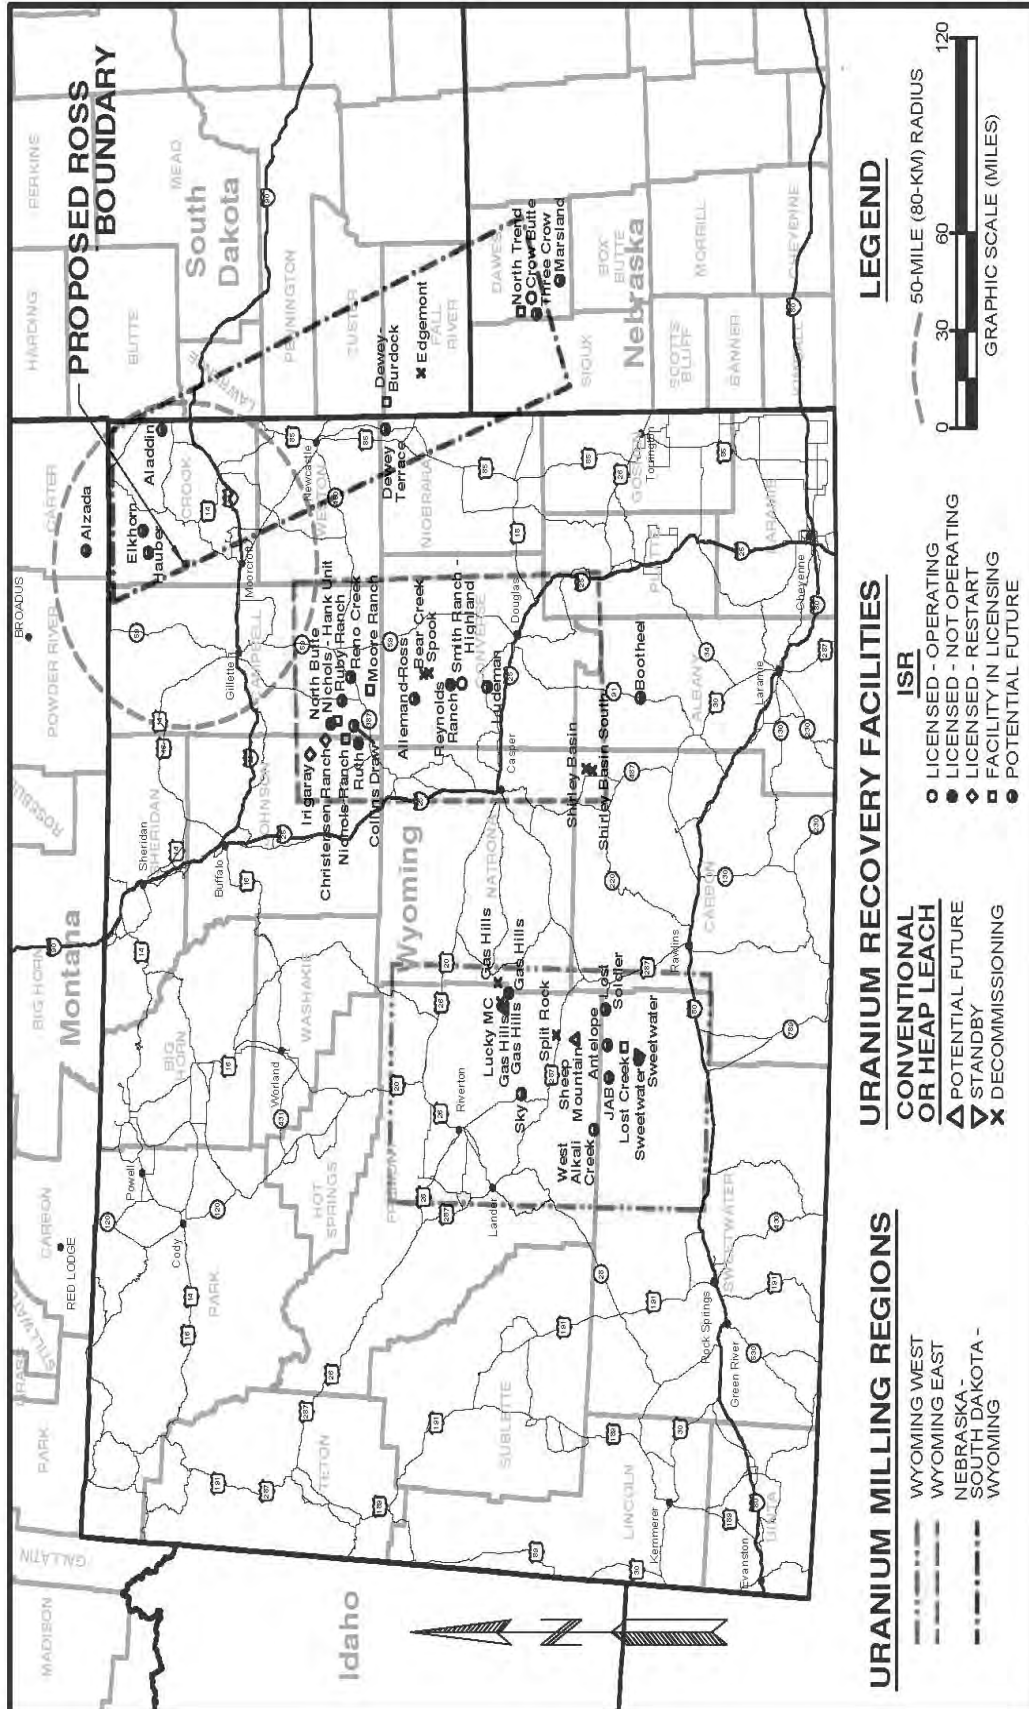 MADISON
GALLATIN
PARK
STILLWATER
CARBON
RED LODGE
BIG HORN
Montana
ROSEBUD
POWDER RIVER
BROADUS
CARTER
Alzada
HARDING
PERKINS
BUTTE
MEAD
PROPOSED ROSS
BOUNDARY
South
Dakota
LAWRENCE
PENNINGTON
CUSTER
FALL
RIVER
Edgemont
Dewey-
Burdock
Dewey
Terrace
Aladdin
Elkhorn
Hauber
CROOK
Moorcroft
Newcastle
WESTON
NIOBRARA
Gillette
CAMPBELL
Sheridan
SHERIDAN
Buffalo
JOHNSON
Powell
Cody
PARK
BIG
HORN
Worland
WASHAKIE
HOT
SPRINGS
TETON
Idaho
Wyoming
Irigaray
North Butte
Christensen Ranch
Nichols - Hank Unit
Nichols Ranch
Ruby Ranch
Ruth
Reno Creek
Collins Draw
Moore Ranch
Allemand-Ross
Bear Creek
Spook
Reynolds
Ranch
Smith Ranch -
Highland
CONVERSE
Douglas
Casper
NATRONA
FREMONT
Riverton
Lander
Lucky MC
Gas Hills
Gas Hills
Gas Hills
Gas Hills
Sky
Split Rock
Sheep
Mountain
West
Alkali
Creek
Antelope
JAB
Lost
Soldier
Lost Creek
Sweetwater
Sweetwater
Shirley Basin
Shirley Basin South
Bootheel
ALBANY
PLATTE
GOSHEN
Torrington
LARAMIE
Cheyenne
Laramie
CARBON
Rawlins
SWEETWATER
Rock Springs
Green River
SUBLETTE
LINCOLN
Kemmerer
Evanston
UINTA
DAWES
North Trend
Crow Butte
Three Crow
Marsland
SIOUX
BOX
BUTTE
Nebraska
SCOTTS
BLUFF
MORRILL
BANNER
KIMBALL
CHEYENNE
N
URANIUM MILLING REGIONS
WYOMING WEST
WYOMING EAST
NEBRASKA -
SOUTH DAKOTA -
WYOMING
URANIUM RECOVERY FACILITIES
CONVENTIONAL
OR HEAP LEACH
POTENTIAL FUTURE
STANDBY
DECOMMISSIONING
ISR
LICENSED - OPERATING
LICENSED - NOT OPERATING
LICENSED - RESTART
FACILITY IN LICENSING
POTENTIAL FUTURE
LEGEND
50-MILE (80-KM) RADIUS
0 30 60 120
GRAPHIC SCALE (MILES)